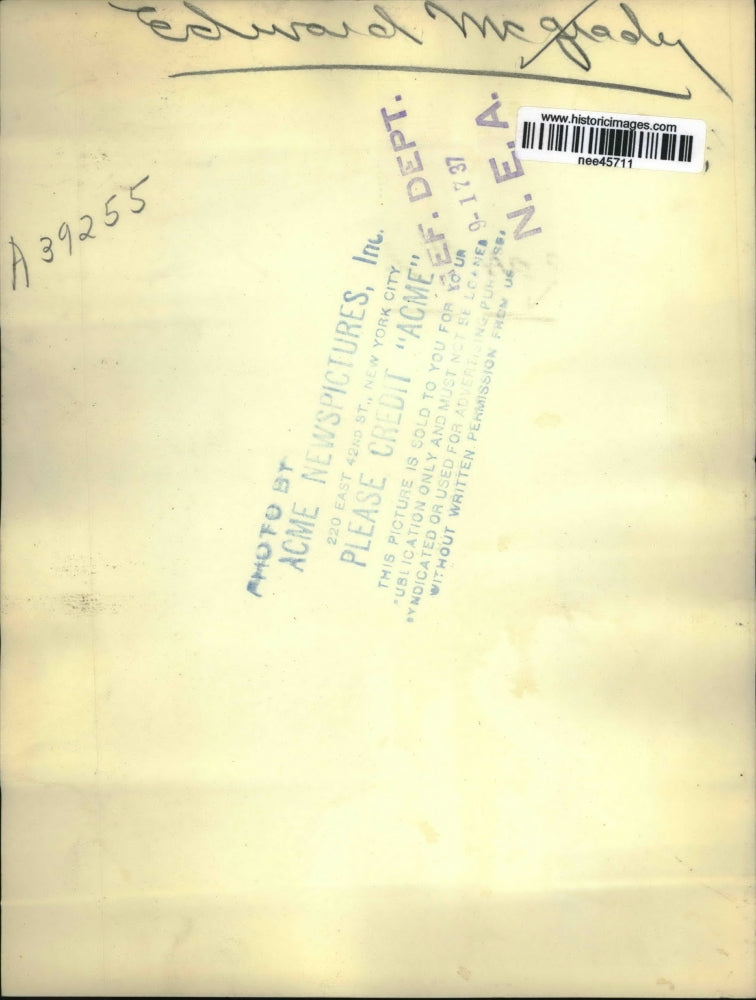 Edward McGrady
www.historicimages.com
nee45711
A39255
REF. DEPT.
9-17 37
N. E. A.
PHOTO BY
ACME NEWSPICTURES, Inc.
220 EAST 42ND ST., NEW YORK CITY
PLEASE CREDIT "ACME"
THIS PICTURE IS SOLD TO YOU FOR YOUR
PUBLICATION ONLY AND MUST NOT BE LOANED
SYNDICATED OR USED FOR ADVERTISING PURPOSES
WITHOUT WRITTEN PERMISSION FROM US